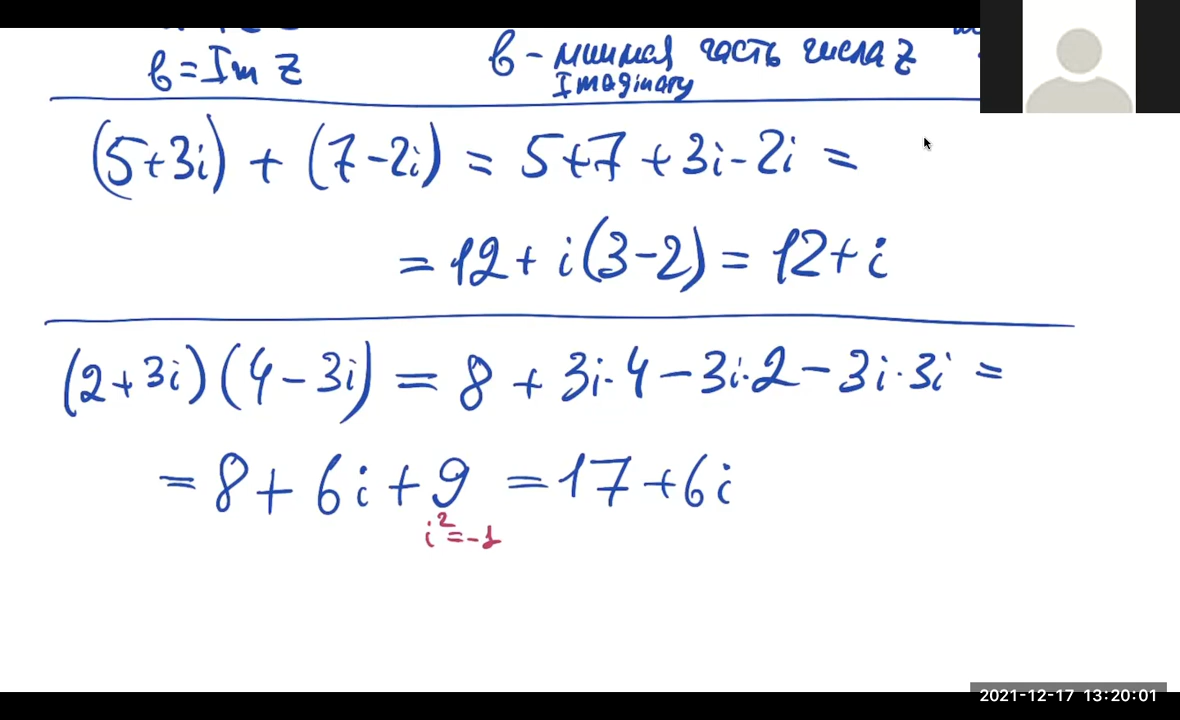 b = Im z
b - мнимая часть числа z
Imaginary
(5+3i) + (7-2i) = 5+7 + 3i - 2i =
= 12 + i(3-2) = 12 + i
(2+3i)(4-3i) = 8 + 3i·4 - 3i·2 - 3i·3i =
= 8 + 6i + 9 = 17 + 6i
i² = -1
2021-12-17 13:20:01